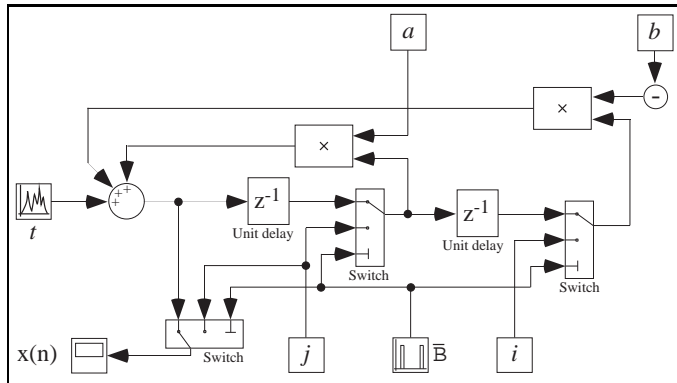 a
b
-
×
×
+
+
+
t
z⁻¹
Unit delay
Switch
z⁻¹
Unit delay
Switch
x(n)
Switch
j
B̅
i